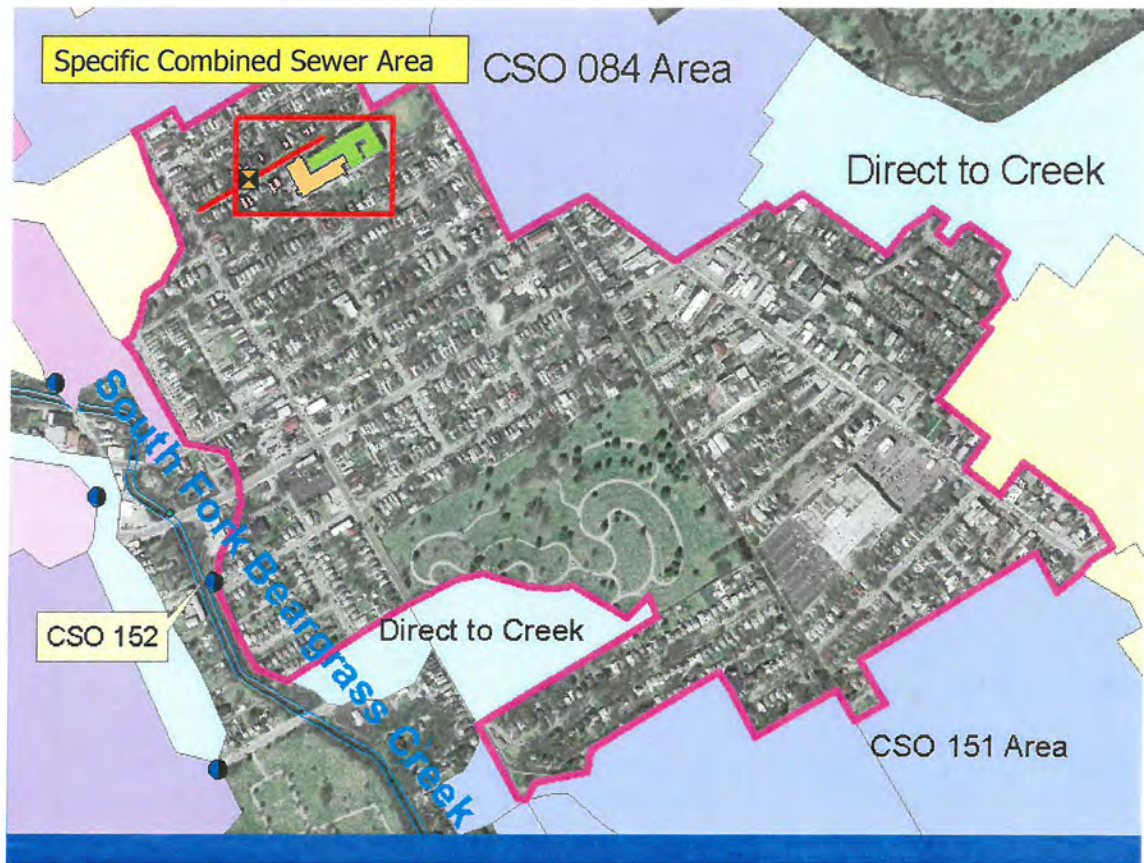 Specific Combined Sewer Area
CSO 084 Area
Direct to Creek
South Fork Beargrass Creek
CSO 152
Direct to Creek
CSO 151 Area